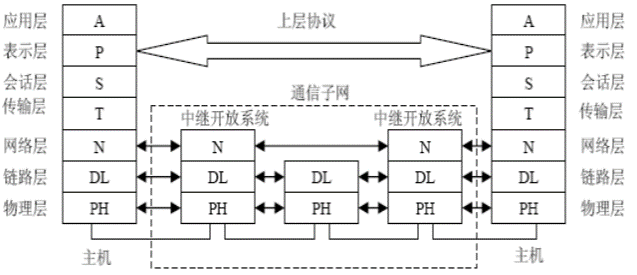 应用层 A 上层协议 A 应用层
表示层 P P 表示层
会话层 S S 会话层
通信子网
传输层 T T 传输层
中继开放系统 中继开放系统
网络层 N N N N 网络层
链路层 DL DL DL DL DL 链路层
物理层 PH PH PH PH PH 物理层
主机 主机